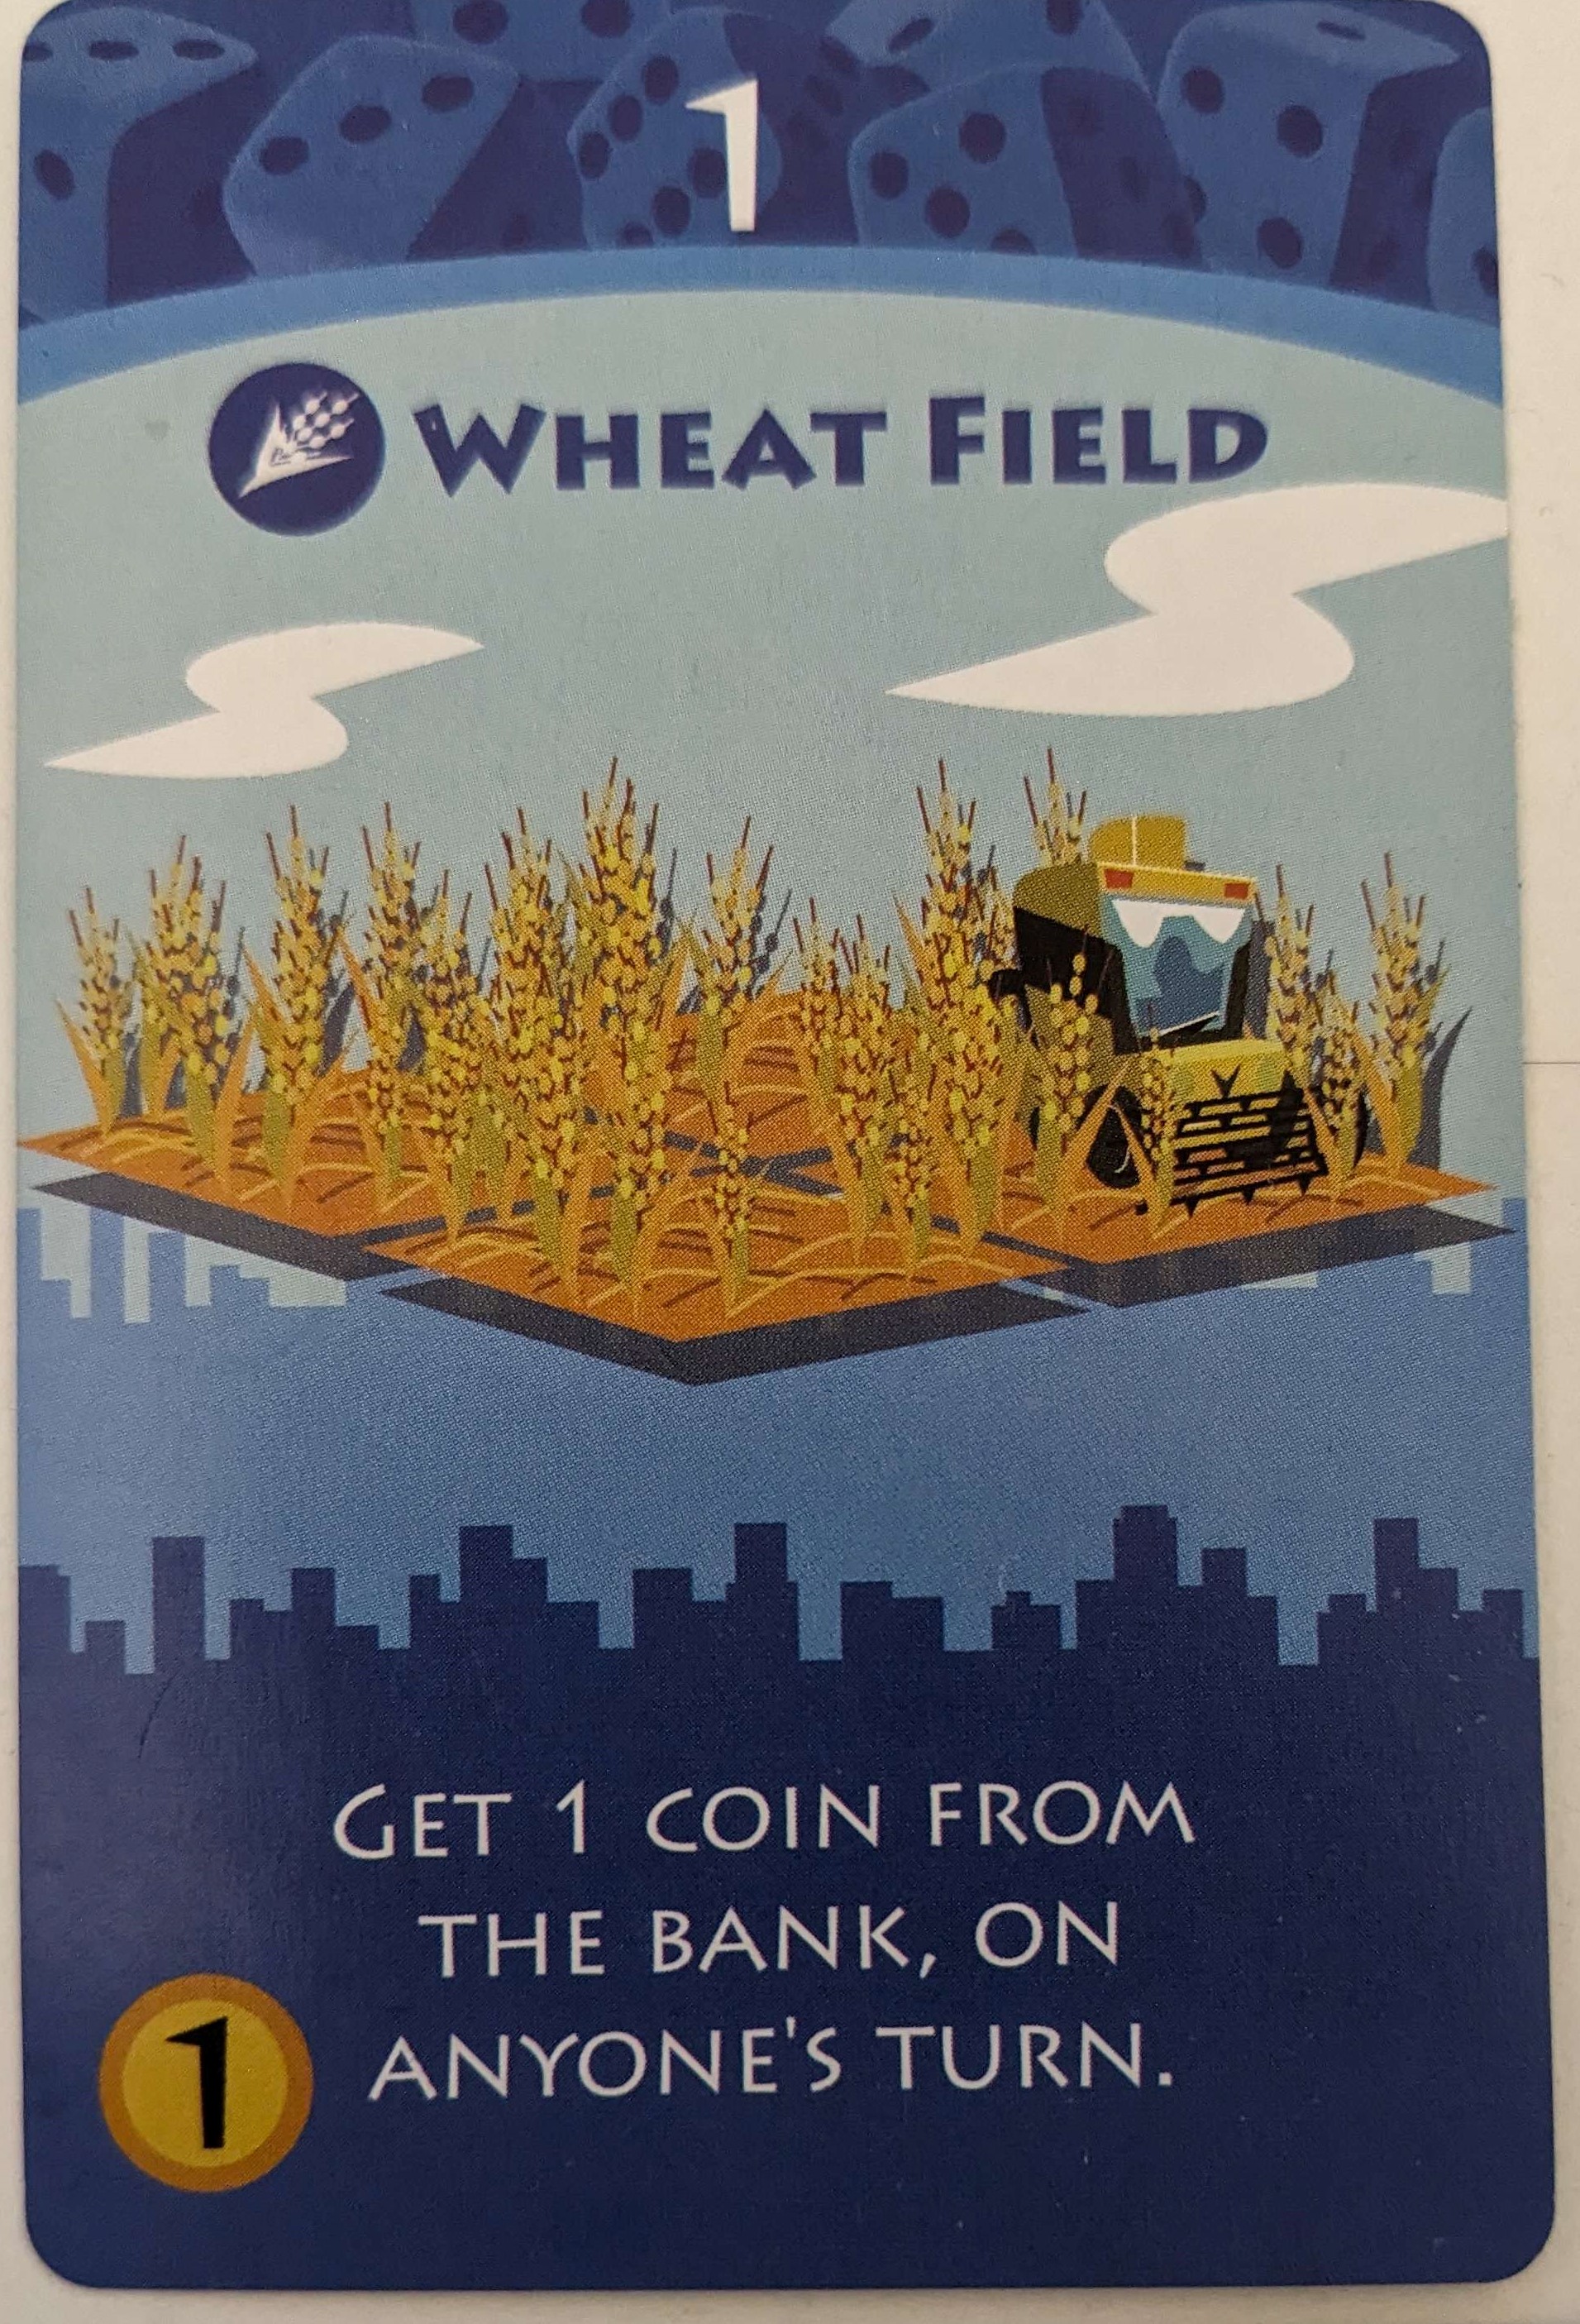 1
WHEAT FIELD
GET 1 COIN FROM
THE BANK, ON
ANYONE'S TURN.
1